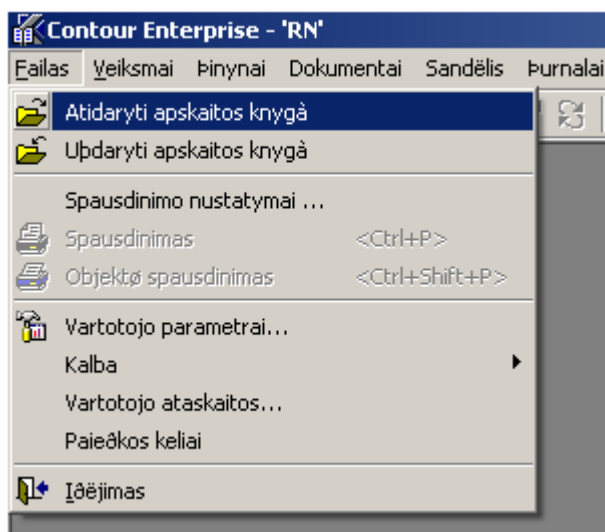 Contour Enterprise - 'RN'
Failas Veiksmai Þinynai Dokumentai Sandëlis Þurnalai
Atidaryti apskaitos knygà
Uþdaryti apskaitos knygà
Spausdinimo nustatymai ...
Spausdinimas <Ctrl+P>
Objektø spausdinimas <Ctrl+Shift+P>
Vartotojo parametrai...
Kalba
Vartotojo ataskaitos...
Paieðkos keliai
Iðëjimas